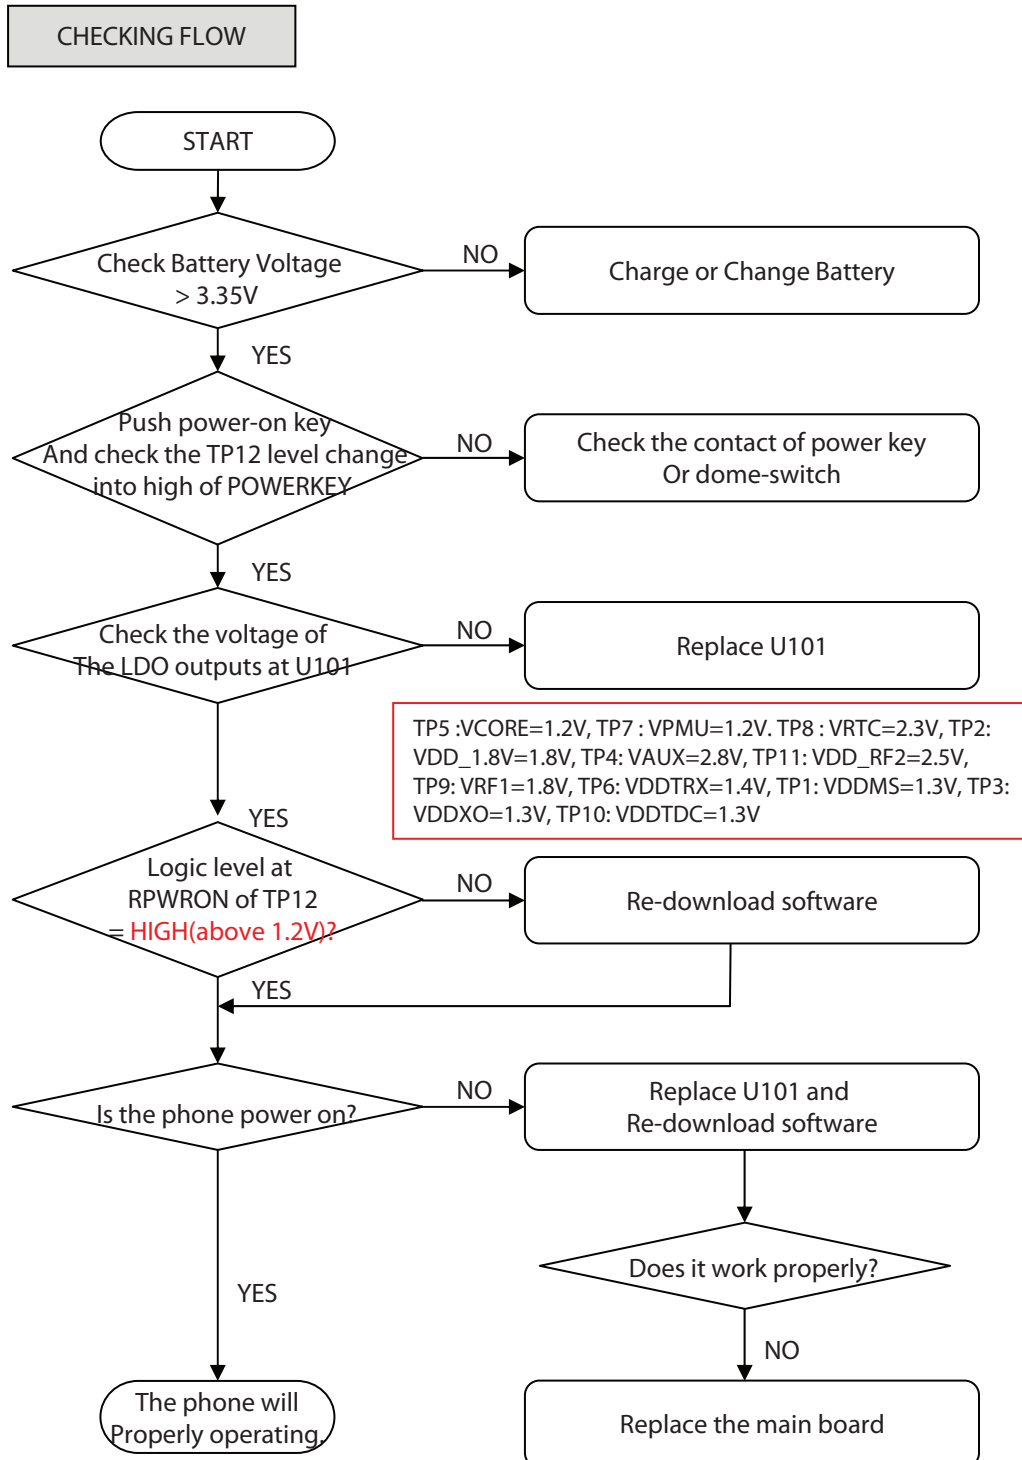 CHECKING FLOW
START
Check Battery Voltage
> 3.35V
NO
Charge or Change Battery
YES
Push power-on key
And check the TP12 level change
into high of POWERKEY
NO
Check the contact of power key
Or dome-switch
YES
Check the voltage of
The LDO outputs at U101
NO
Replace U101
TP5 :VCORE=1.2V, TP7 : VPMU=1.2V. TP8 : VRTC=2.3V, TP2:
VDD_1.8V=1.8V, TP4: VAUX=2.8V, TP11: VDD_RF2=2.5V,
TP9: VRF1=1.8V, TP6: VDDTRX=1.4V, TP1: VDDMS=1.3V, TP3:
VDDXO=1.3V, TP10: VDDTDC=1.3V
YES
Logic level at
RPWRON of TP12
= HIGH(above 1.2V)?
NO
Re-download software
YES
Is the phone power on?
NO
Replace U101 and
Re-download software
Does it work properly?
YES
NO
The phone will
Properly operating.
Replace the main board